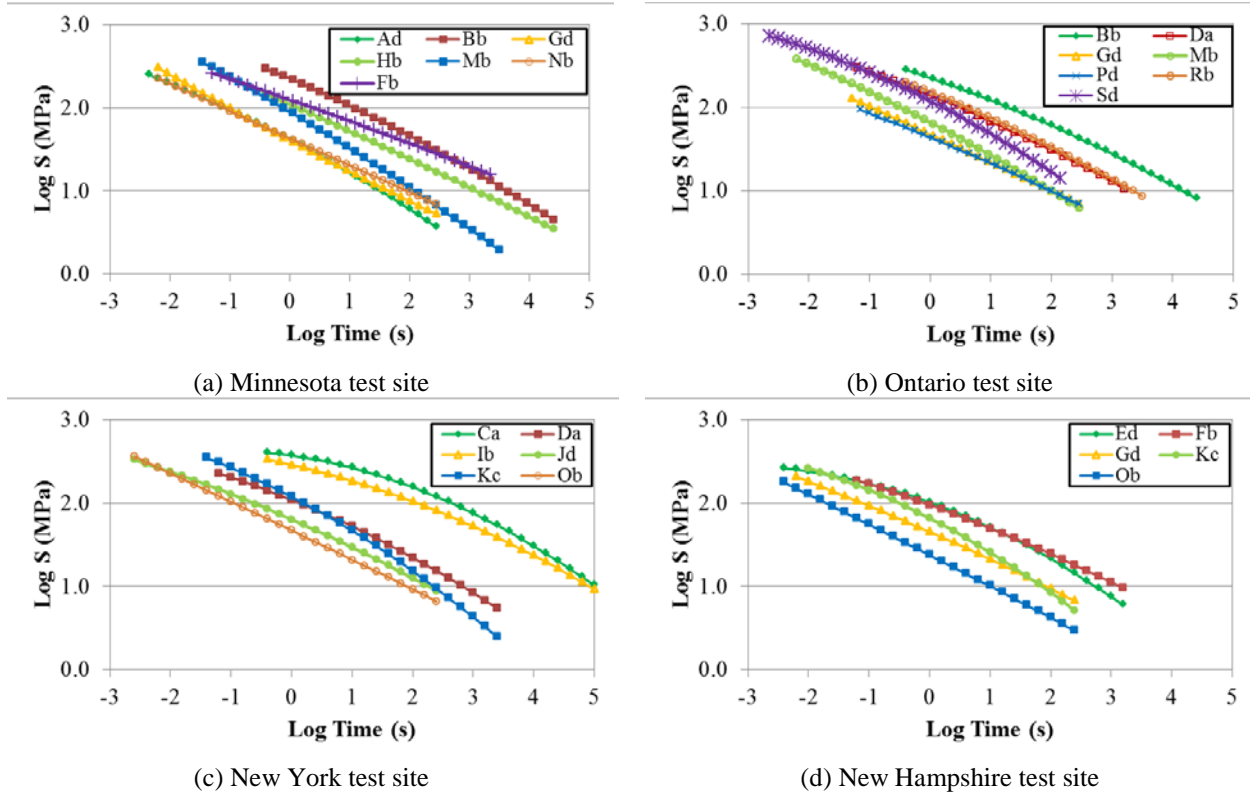 3.0
2.0
1.0
0.0
Log S (MPa)
Ad Bb Gd
Hb Mb Nb
Fb
-3 -2 -1 0 1 2 3 4 5
Log Time (s)
(a) Minnesota test site
3.0
2.0
1.0
0.0
Log S (MPa)
Bb Da
Gd Mb
Pd Rb
Sd
-3 -2 -1 0 1 2 3 4 5
Log Time (s)
(b) Ontario test site
3.0
2.0
1.0
0.0
Log S (MPa)
Ca Da
Ib Jd
Kc Ob
-3 -2 -1 0 1 2 3 4 5
Log Time (s)
(c) New York test site
3.0
2.0
1.0
0.0
Log S (MPa)
Ed Fb
Gd Kc
Ob
-3 -2 -1 0 1 2 3 4 5
Log Time (s)
(d) New Hampshire test site